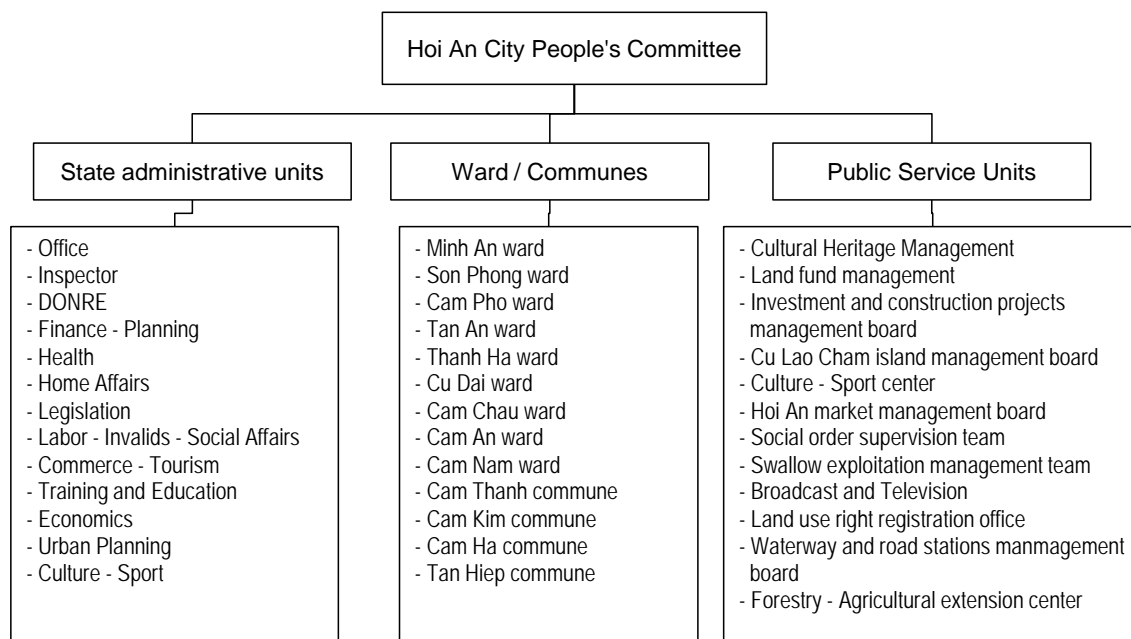 Hoi An City People's Committee
State administrative units
Ward / Communes
Public Service Units
- Office
- Inspector
- DONRE
- Finance - Planning
- Health
- Home Affairs
- Legislation
- Labor - Invalids - Social Affairs
- Commerce - Tourism
- Training and Education
- Economics
- Urban Planning
- Culture - Sport
- Minh An ward
- Son Phong ward
- Cam Pho ward
- Tan An ward
- Thanh Ha ward
- Cu Dai ward
- Cam Chau ward
- Cam An ward
- Cam Nam ward
- Cam Thanh commune
- Cam Kim commune
- Cam Ha commune
- Tan Hiep commune
- Cultural Heritage Management
- Land fund management
- Investment and construction projects
management board
- Cu Lao Cham island management board
- Culture - Sport center
- Hoi An market management board
- Social order supervision team
- Swallow exploitation management team
- Broadcast and Television
- Land use right registration office
- Waterway and road stations manmagement
board
- Forestry - Agricultural extension center